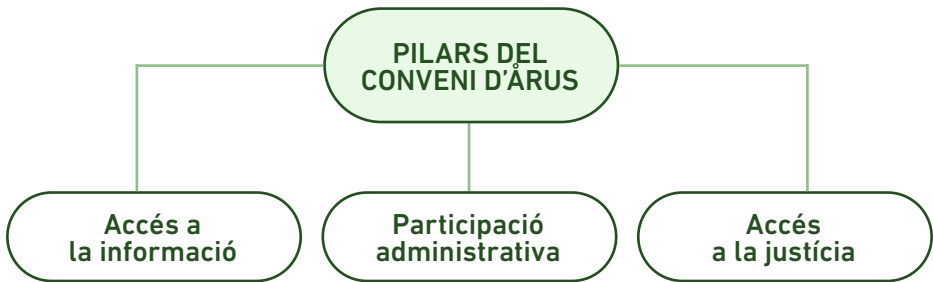 PILARS DEL
CONVENI D'ÅRUS
Accés a
la informació
Participació
administrativa
Accés
a la justícia